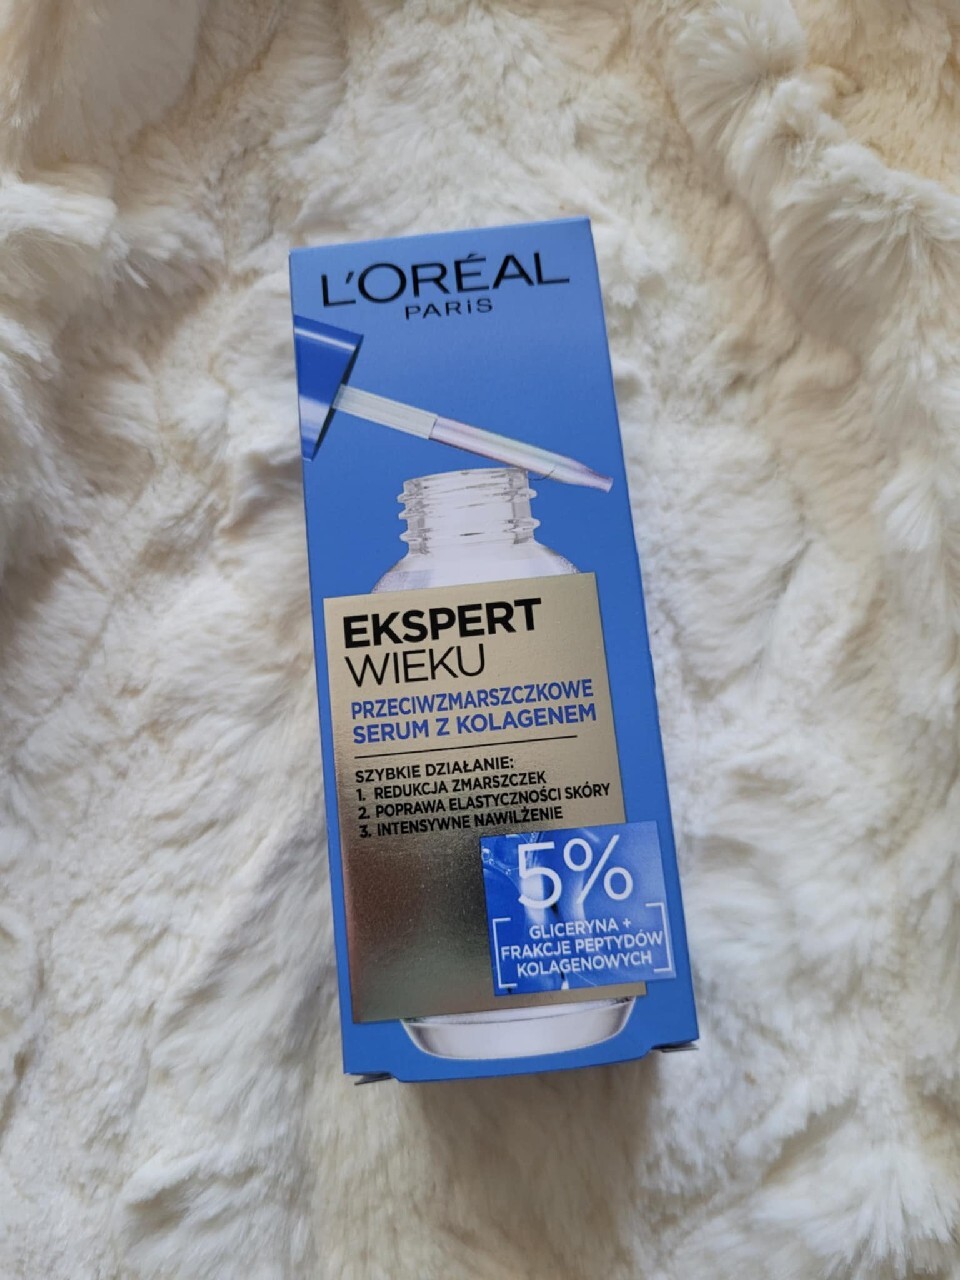 L'ORÉAL
PARiS
EKSPERT
WIEKU
PRZECIWZMARSZCZKOWE
SERUM Z KOLAGENEM
SZYBKIE DZIAŁANIE:
1. REDUKCJA ZMARSZCZEK
2. POPRAWA ELASTYCZNOŚCI SKÓRY
3. INTENSYWNE NAWILŻENIE
5%
GLICERYNA +
FRAKCJE PEPTYDÓW
KOLAGENOWYCH